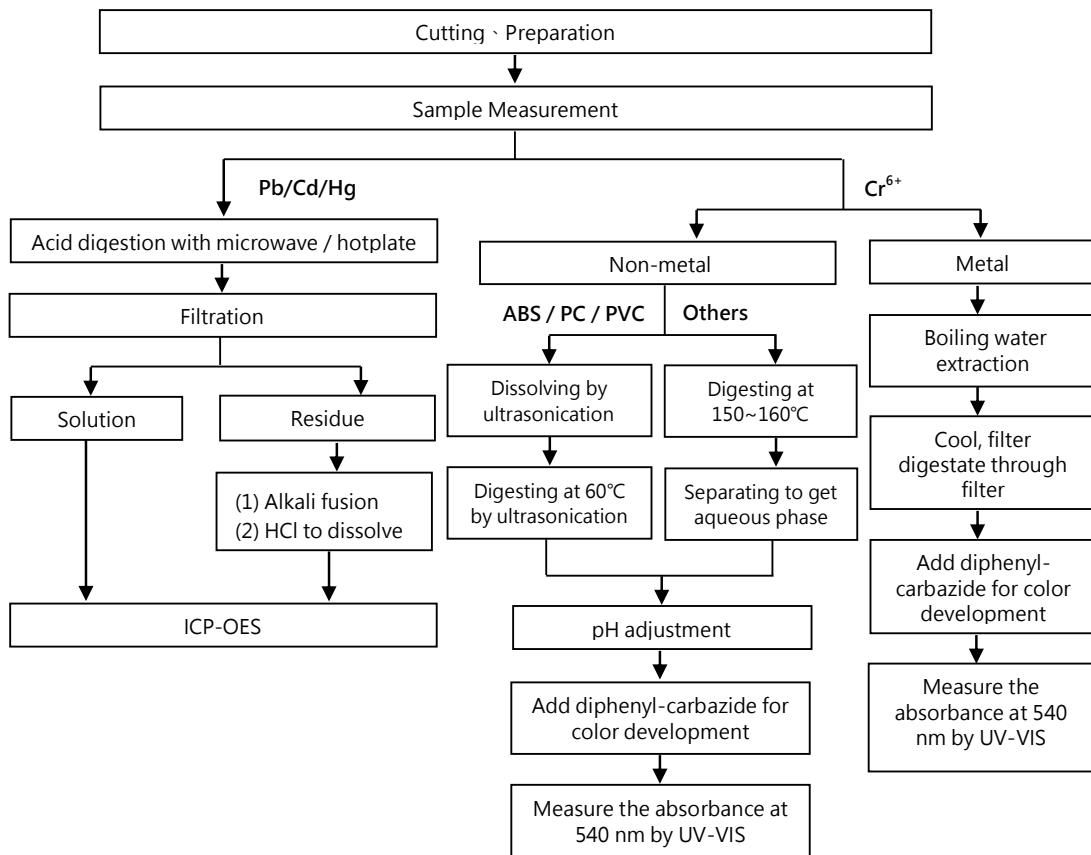 Cutting、Preparation
Sample Measurement
Pb/Cd/Hg
Cr⁶⁺
Acid digestion with microwave / hotplate
Filtration
Solution
Residue
(1) Alkali fusion
(2) HCl to dissolve
ICP-OES
Non-metal
ABS / PC / PVC
Others
Dissolving by
ultrasonication
Digesting at 60℃
by ultrasonication
Digesting at
150~160℃
Separating to get
aqueous phase
pH adjustment
Add diphenyl-carbazide for
color development
Measure the absorbance at
540 nm by UV-VIS
Metal
Boiling water
extraction
Cool, filter
digestate through
filter
Add diphenyl-
carbazide for color
development
Measure the
absorbance at 540
nm by UV-VIS